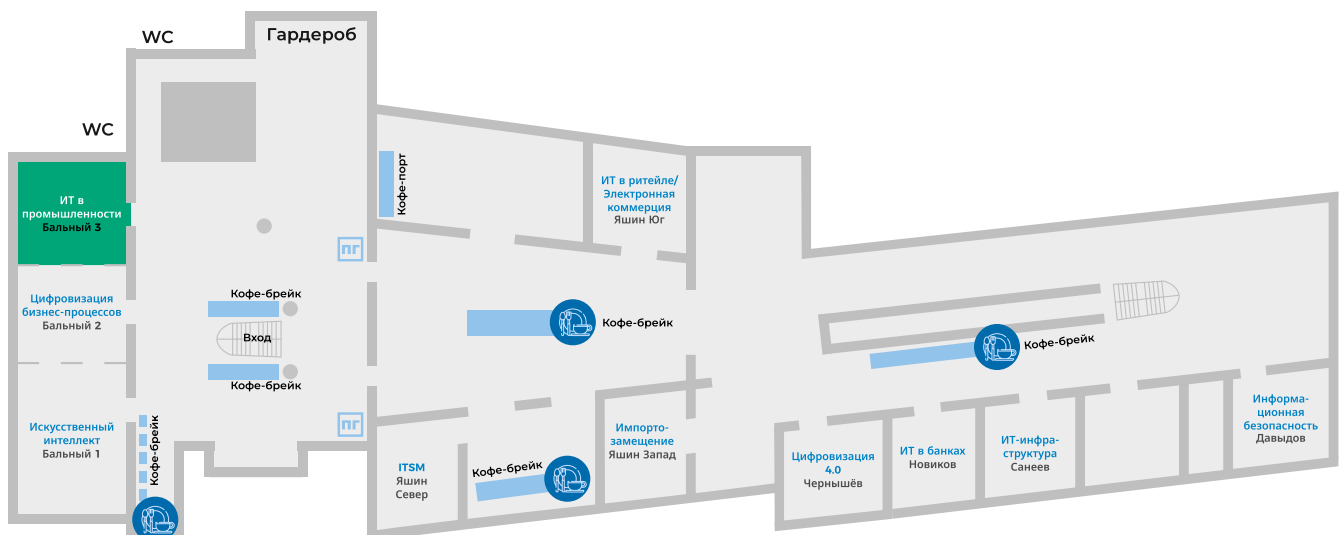 WC
Гардероб
WC
ИТ в
промышленности
Бальный 3
Цифровизация
бизнес-процессов
Бальный 2
Искусственный
интеллект
Бальный 1
Кофе-брейк
Кофе-брейк
Вход
Кофе-брейк
пг
пг
Кофе-порт
ИТ в ритейле/
Электронная
коммерция
Яшин Юг
Кофе-брейк
ITSM
Яшин
Север
Кофе-брейк
Импорто-
замещение
Яшин Запад
Кофе-брейк
Цифровизация
4.0
Чернышёв
ИТ в банках
Новиков
ИТ-инфра-
структура
Санеев
Информа-
ционная
безопасность
Давыдов